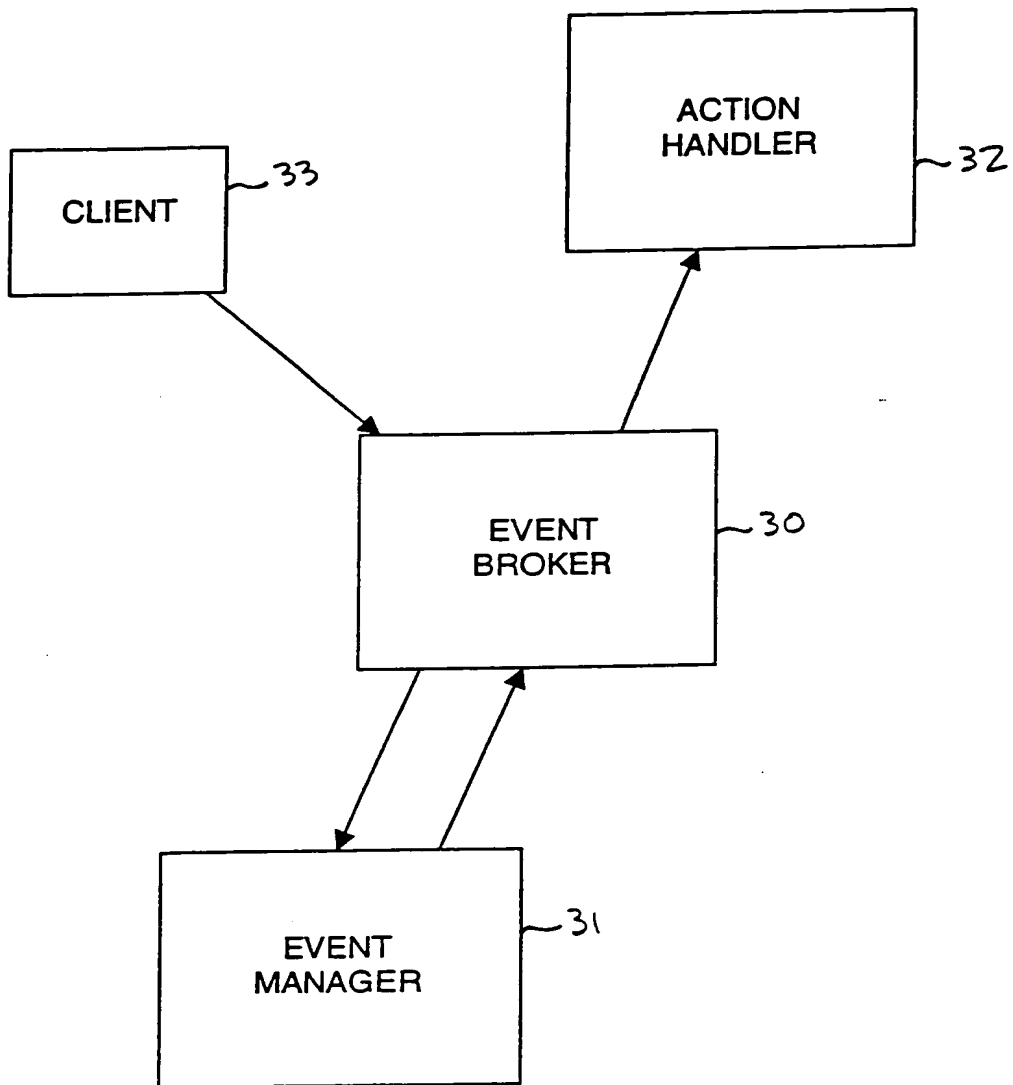 ACTION
HANDLER
32
CLIENT
33
EVENT
BROKER
30
EVENT
MANAGER
31